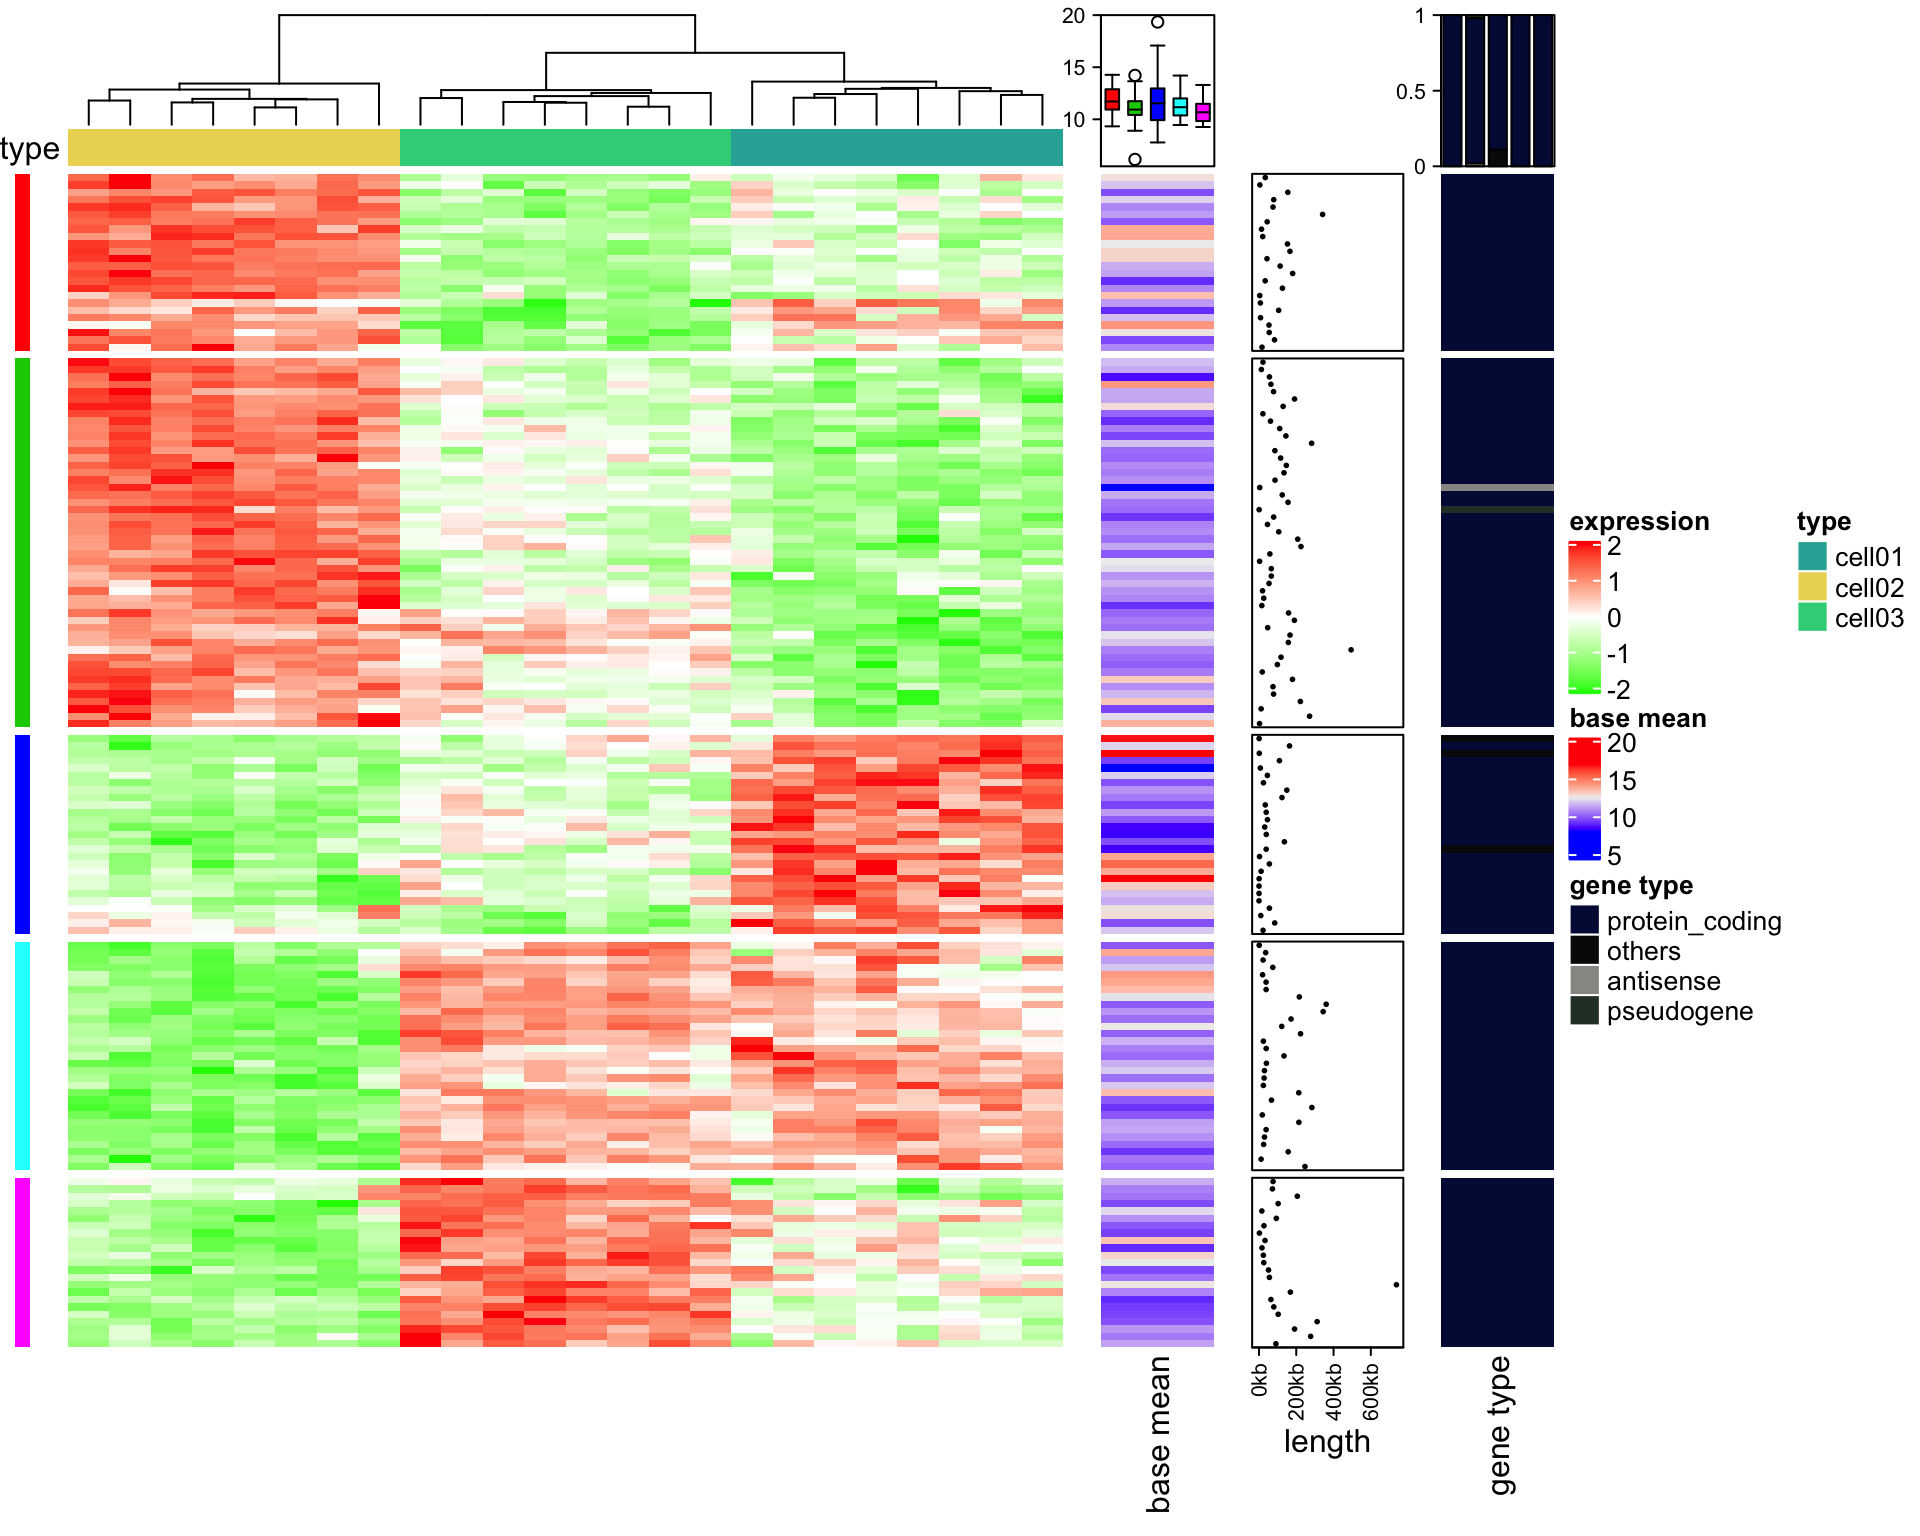 20
15
10
1
0.5
0
type
expression
2
1
0
-1
-2
base mean
20
15
10
5
gene type
protein_coding
others
antisense
pseudogene
type
cell01
cell02
cell03
base mean
0kb
200kb
400kb
600kb
length
gene type